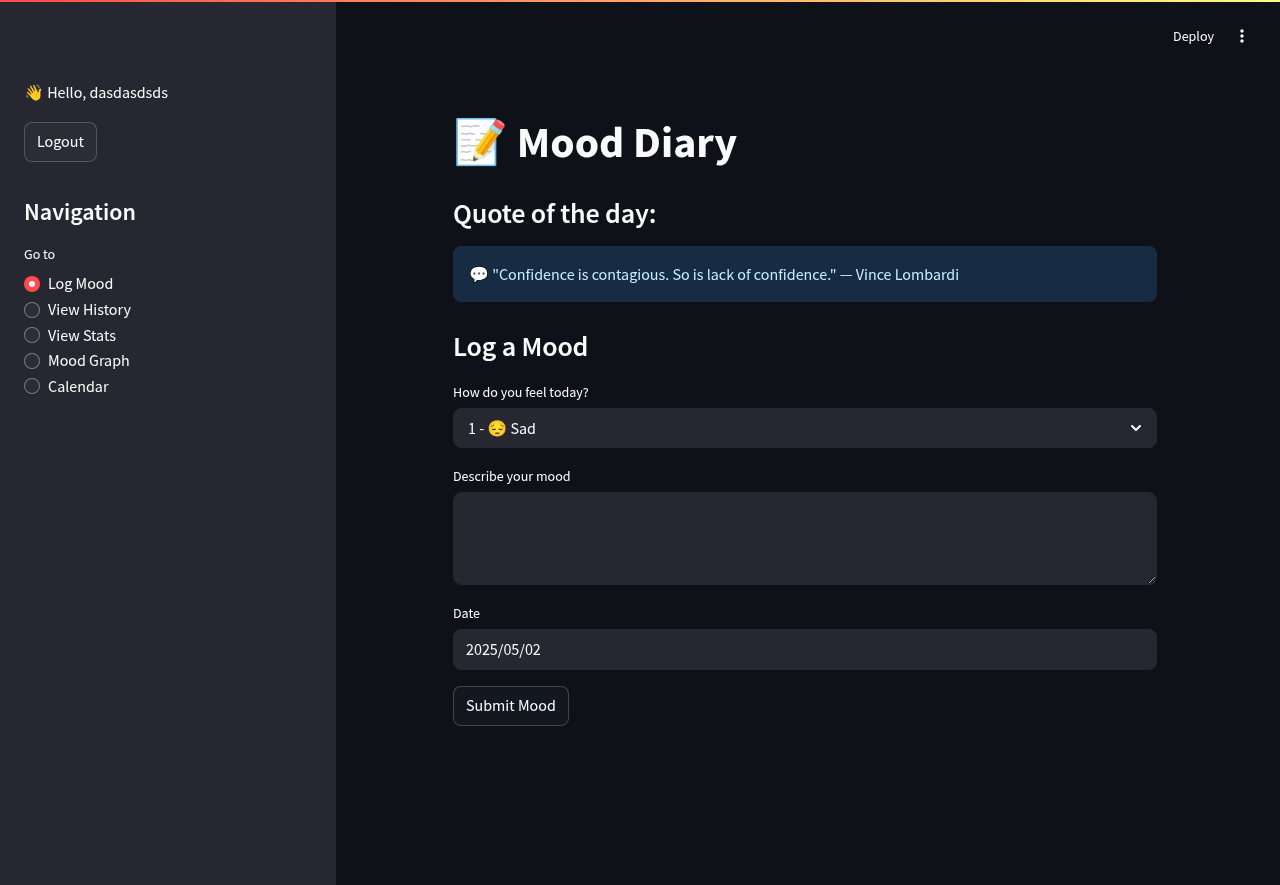 Deploy
👋 Hello, dasdasdsds
Logout
Navigation
Go to
Log Mood
View History
View Stats
Mood Graph
Calendar
📝 Mood Diary
Quote of the day:
💬 "Confidence is contagious. So is lack of confidence." — Vince Lombardi
Log a Mood
How do you feel today?
1 - 😔 Sad
Describe your mood
Date
2025/05/02
Submit Mood